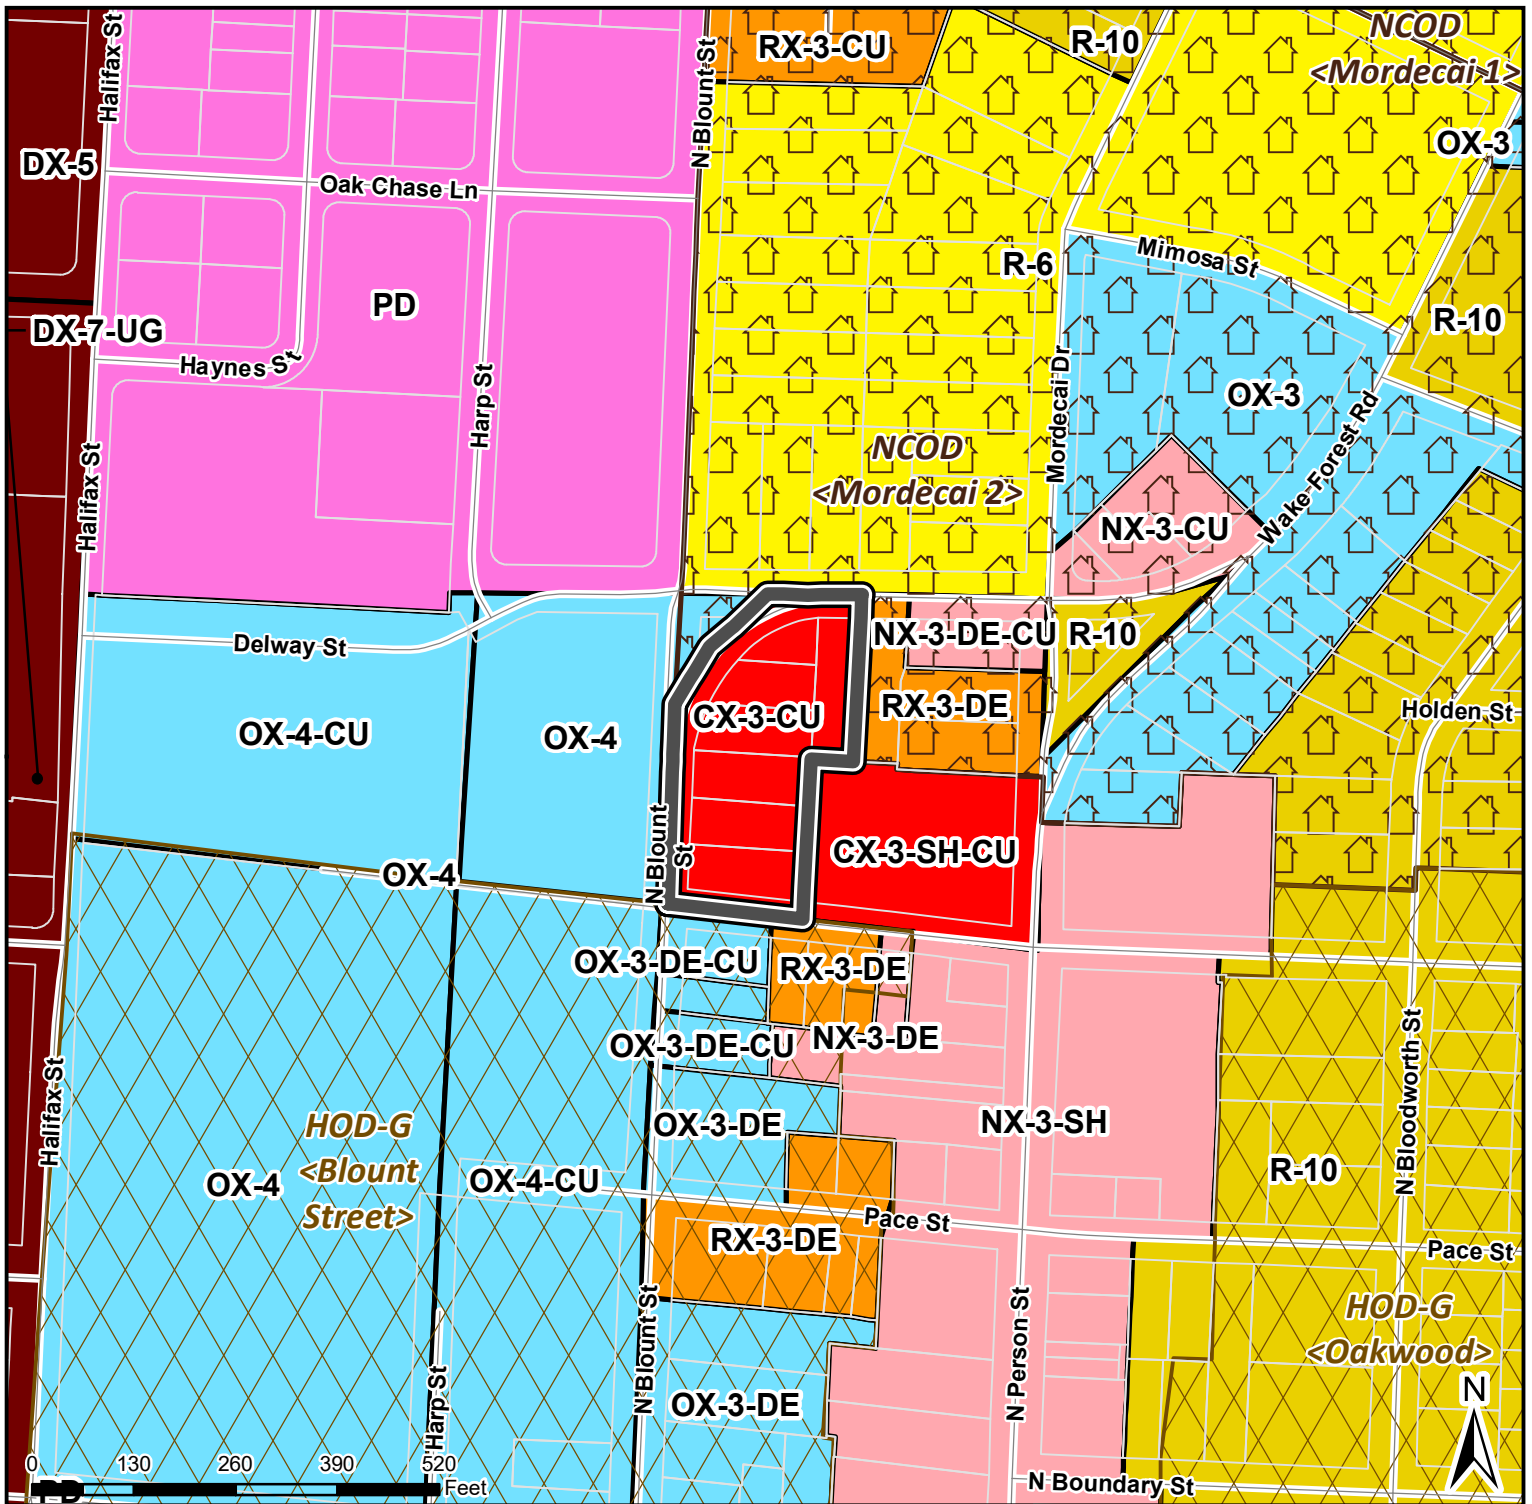 Halifax St
N Blount St
RX-3-CU
R-10
NCOD
<Mordecai 1>
OX-3
DX-5
Oak Chase Ln
R-6
Mimosa St
PD
DX-7-UG
Haynes St
R-10
Harp St
Mordecai Dr
OX-3
Wake Forest Rd
NCOD
<Mordecai 2>
Halifax St
NX-3-CU
Delway St
NX-3-DE-CU
R-10
OX-4-CU
OX-4
CX-3-CU
RX-3-DE
Holden St
N Blount
St
CX-3-SH-CU
OX-4
OX-3-DE-CU
RX-3-DE
OX-3-DE-CU
NX-3-DE
Halifax St
HOD-G
<Blount
Street>
OX-3-DE
NX-3-SH
N Bloodworth St
OX-4
OX-4-CU
R-10
Pace St
RX-3-DE
Pace St
N Blount St
N Person St
HOD-G
<Oakwood>
Harp St
OX-3-DE
N
0 130 260 390 520
Feet
PD
N Boundary St